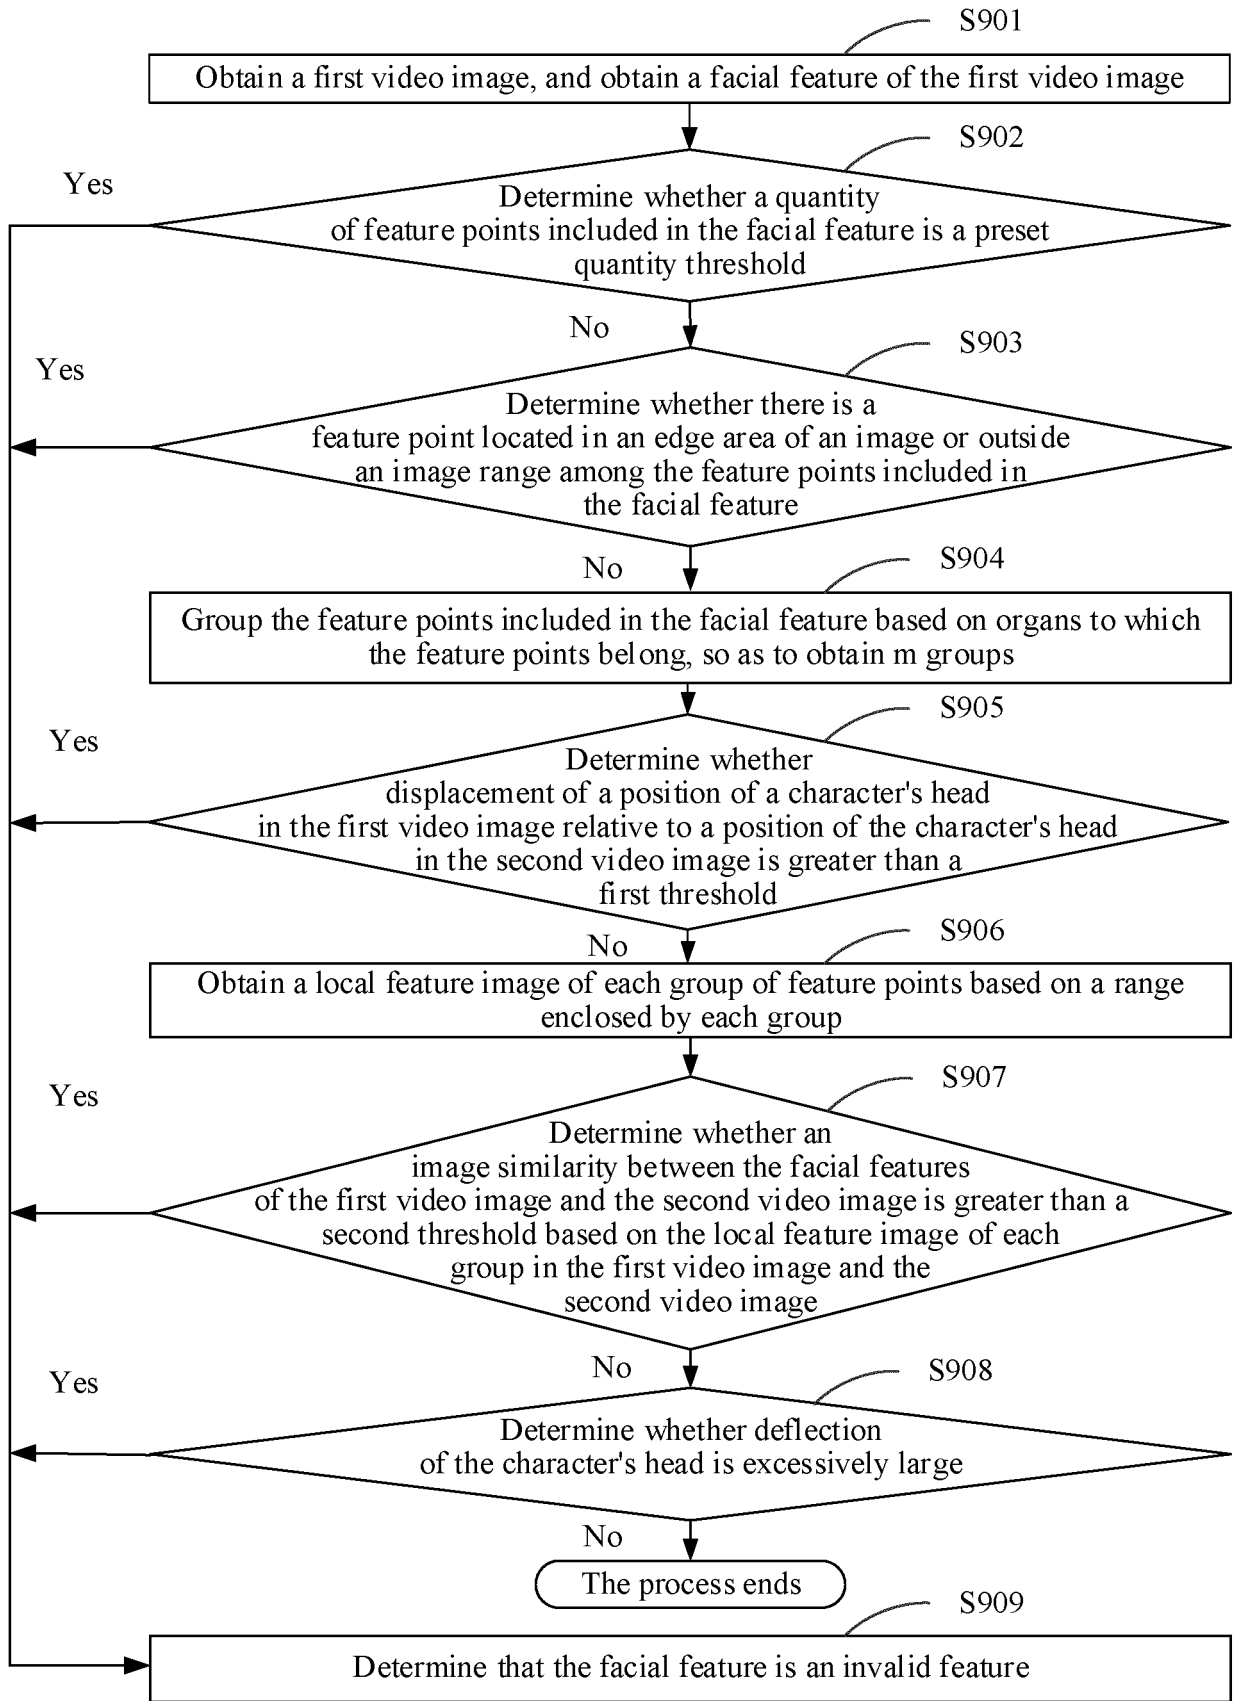 S901
Obtain a first video image, and obtain a facial feature of the first video image
S902
Yes
Determine whether a quantity
of feature points included in the facial feature is a preset
quantity threshold
No
S903
Yes
Determine whether there is a
feature point located in an edge area of an image or outside
an image range among the feature points included in
the facial feature
No
S904
Group the feature points included in the facial feature based on organs to which
the feature points belong, so as to obtain m groups
S905
Yes
Determine whether
displacement of a position of a character's head
in the first video image relative to a position of the character's head
in the second video image is greater than a
first threshold
No
S906
Obtain a local feature image of each group of feature points based on a range
enclosed by each group
S907
Yes
Determine whether an
image similarity between the facial features
of the first video image and the second video image is greater than a
second threshold based on the local feature image of each
group in the first video image and the
second video image
No
S908
Yes
Determine whether deflection
of the character's head is excessively large
No
The process ends
S909
Determine that the facial feature is an invalid feature